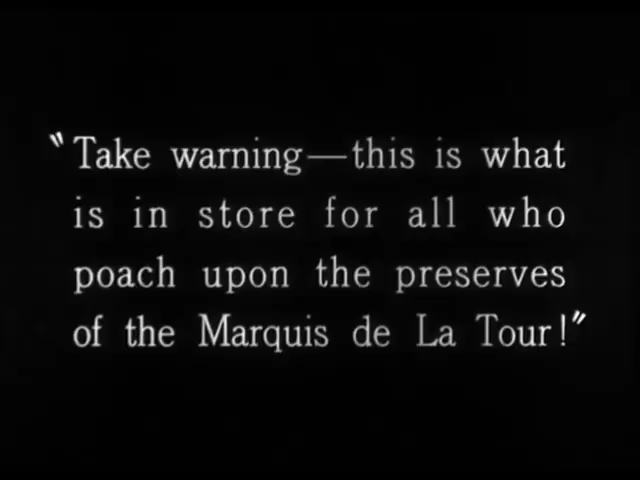 "Take warning—this is what
is in store for all who
poach upon the preserves
of the Marquis de La Tour!"